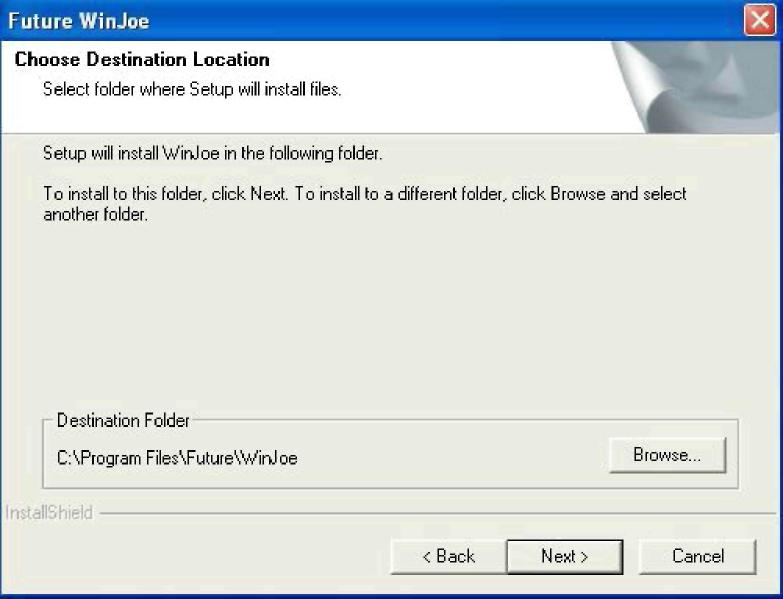 Future WinJoe
Choose Destination Location
Select folder where Setup will install files.
Setup will install WinJoe in the following folder.
To install to this folder, click Next. To install to a different folder, click Browse and select
another folder.
Destination Folder
C:\Program Files\Future\WinJoe
Browse...
InstallShield
< Back
Next >
Cancel